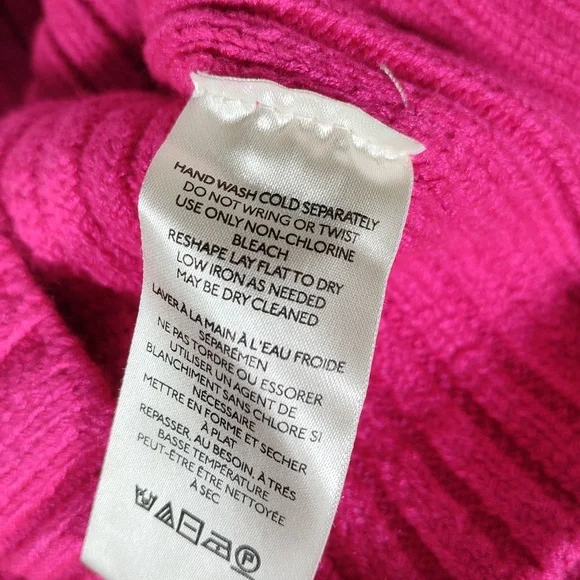 HAND WASH COLD SEPARATELY
DO NOT WRING OR TWIST
USE ONLY NON-CHLORINE
BLEACH
RESHAPE LAY FLAT TO DRY
LOW IRON AS NEEDED
MAY BE DRY CLEANED
LAVER À LA MAIN À L'EAU FROIDE
SÉPARÉMEN
NE PAS TORDRE OU ESSORER
UTILISER UN AGENT DE
BLANCHIMENT SANS CHLORE SI
NÉCESSAIRE
METTRE EN FORME ET SECHER
À PLAT
REPASSER, AU BESOIN, À TRÉS
BASSE TEMPÉRATURE
PEUT-ÊTRE ÊTRE NETTOYÉE
À SEC
P